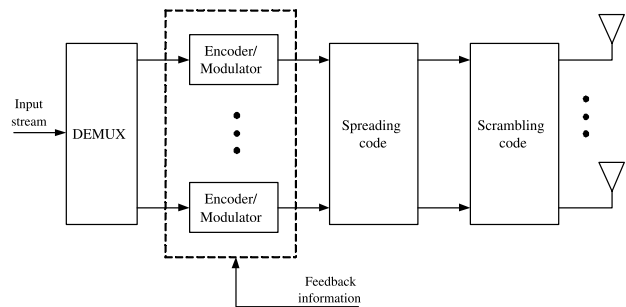 Input
stream
DEMUX
Encoder/
Modulator
Encoder/
Modulator
Spreading
code
Scrambling
code
Feedback
information